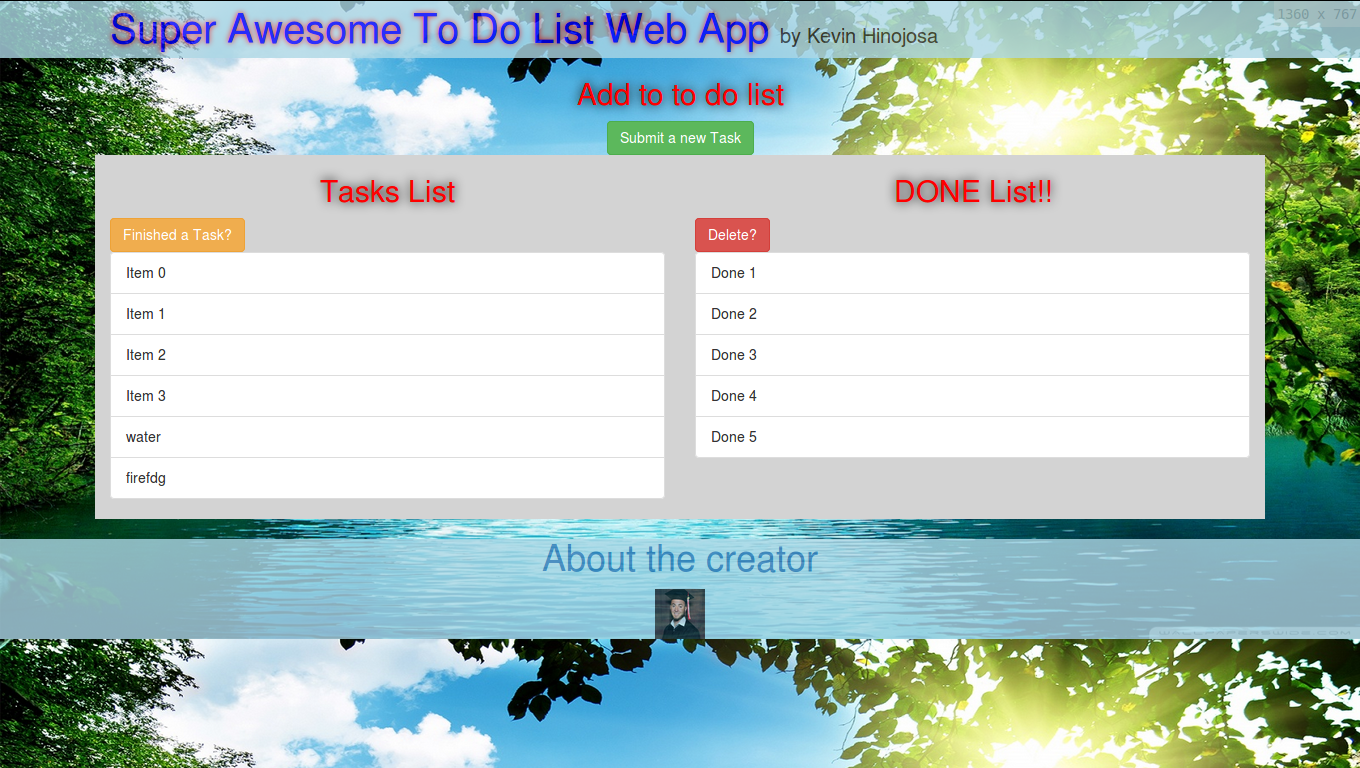 Super Awesome To Do List Web App by Kevin Hinojosa
1360 x 767
Add to to do list
Submit a new Task
Tasks List
Finished a Task?
Item 0
Item 1
Item 2
Item 3
water
firefdg
DONE List!!
Delete?
Done 1
Done 2
Done 3
Done 4
Done 5
About the creator